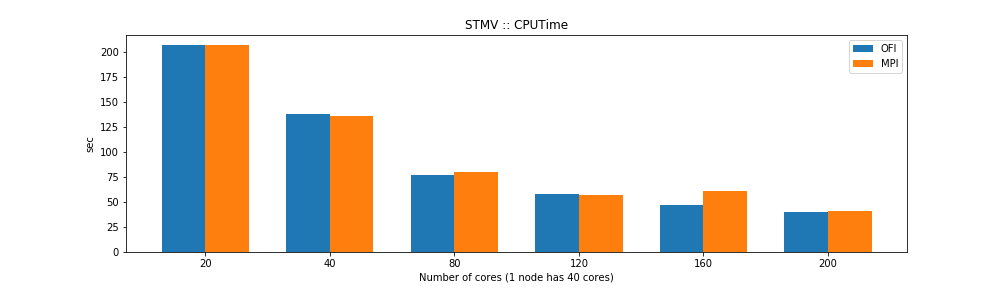 STMV :: CPUTime
OFI
MPI
200
175
150
125
100
75
50
25
0
sec
20 40 80 120 160 200
Number of cores (1 node has 40 cores)